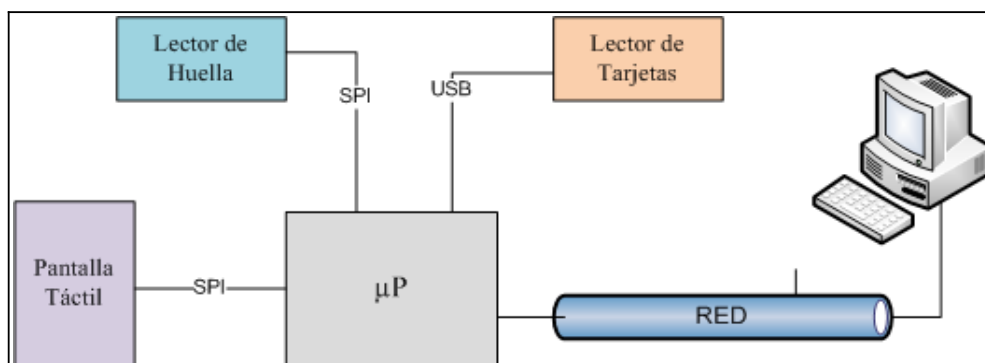 Lector de
Huella
Lector de
Tarjetas
SPI
USB
Pantalla
Táctil
SPI
μP
RED